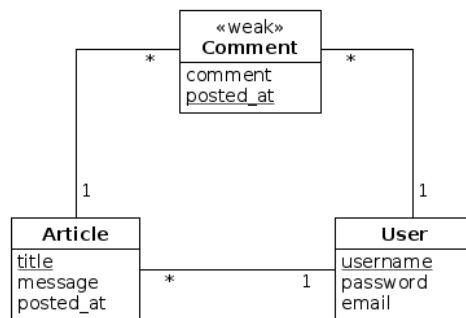 «weak»
Comment
comment
posted_at
*
*
1
1
Article
title
message
posted_at
*
1
User
username
password
email